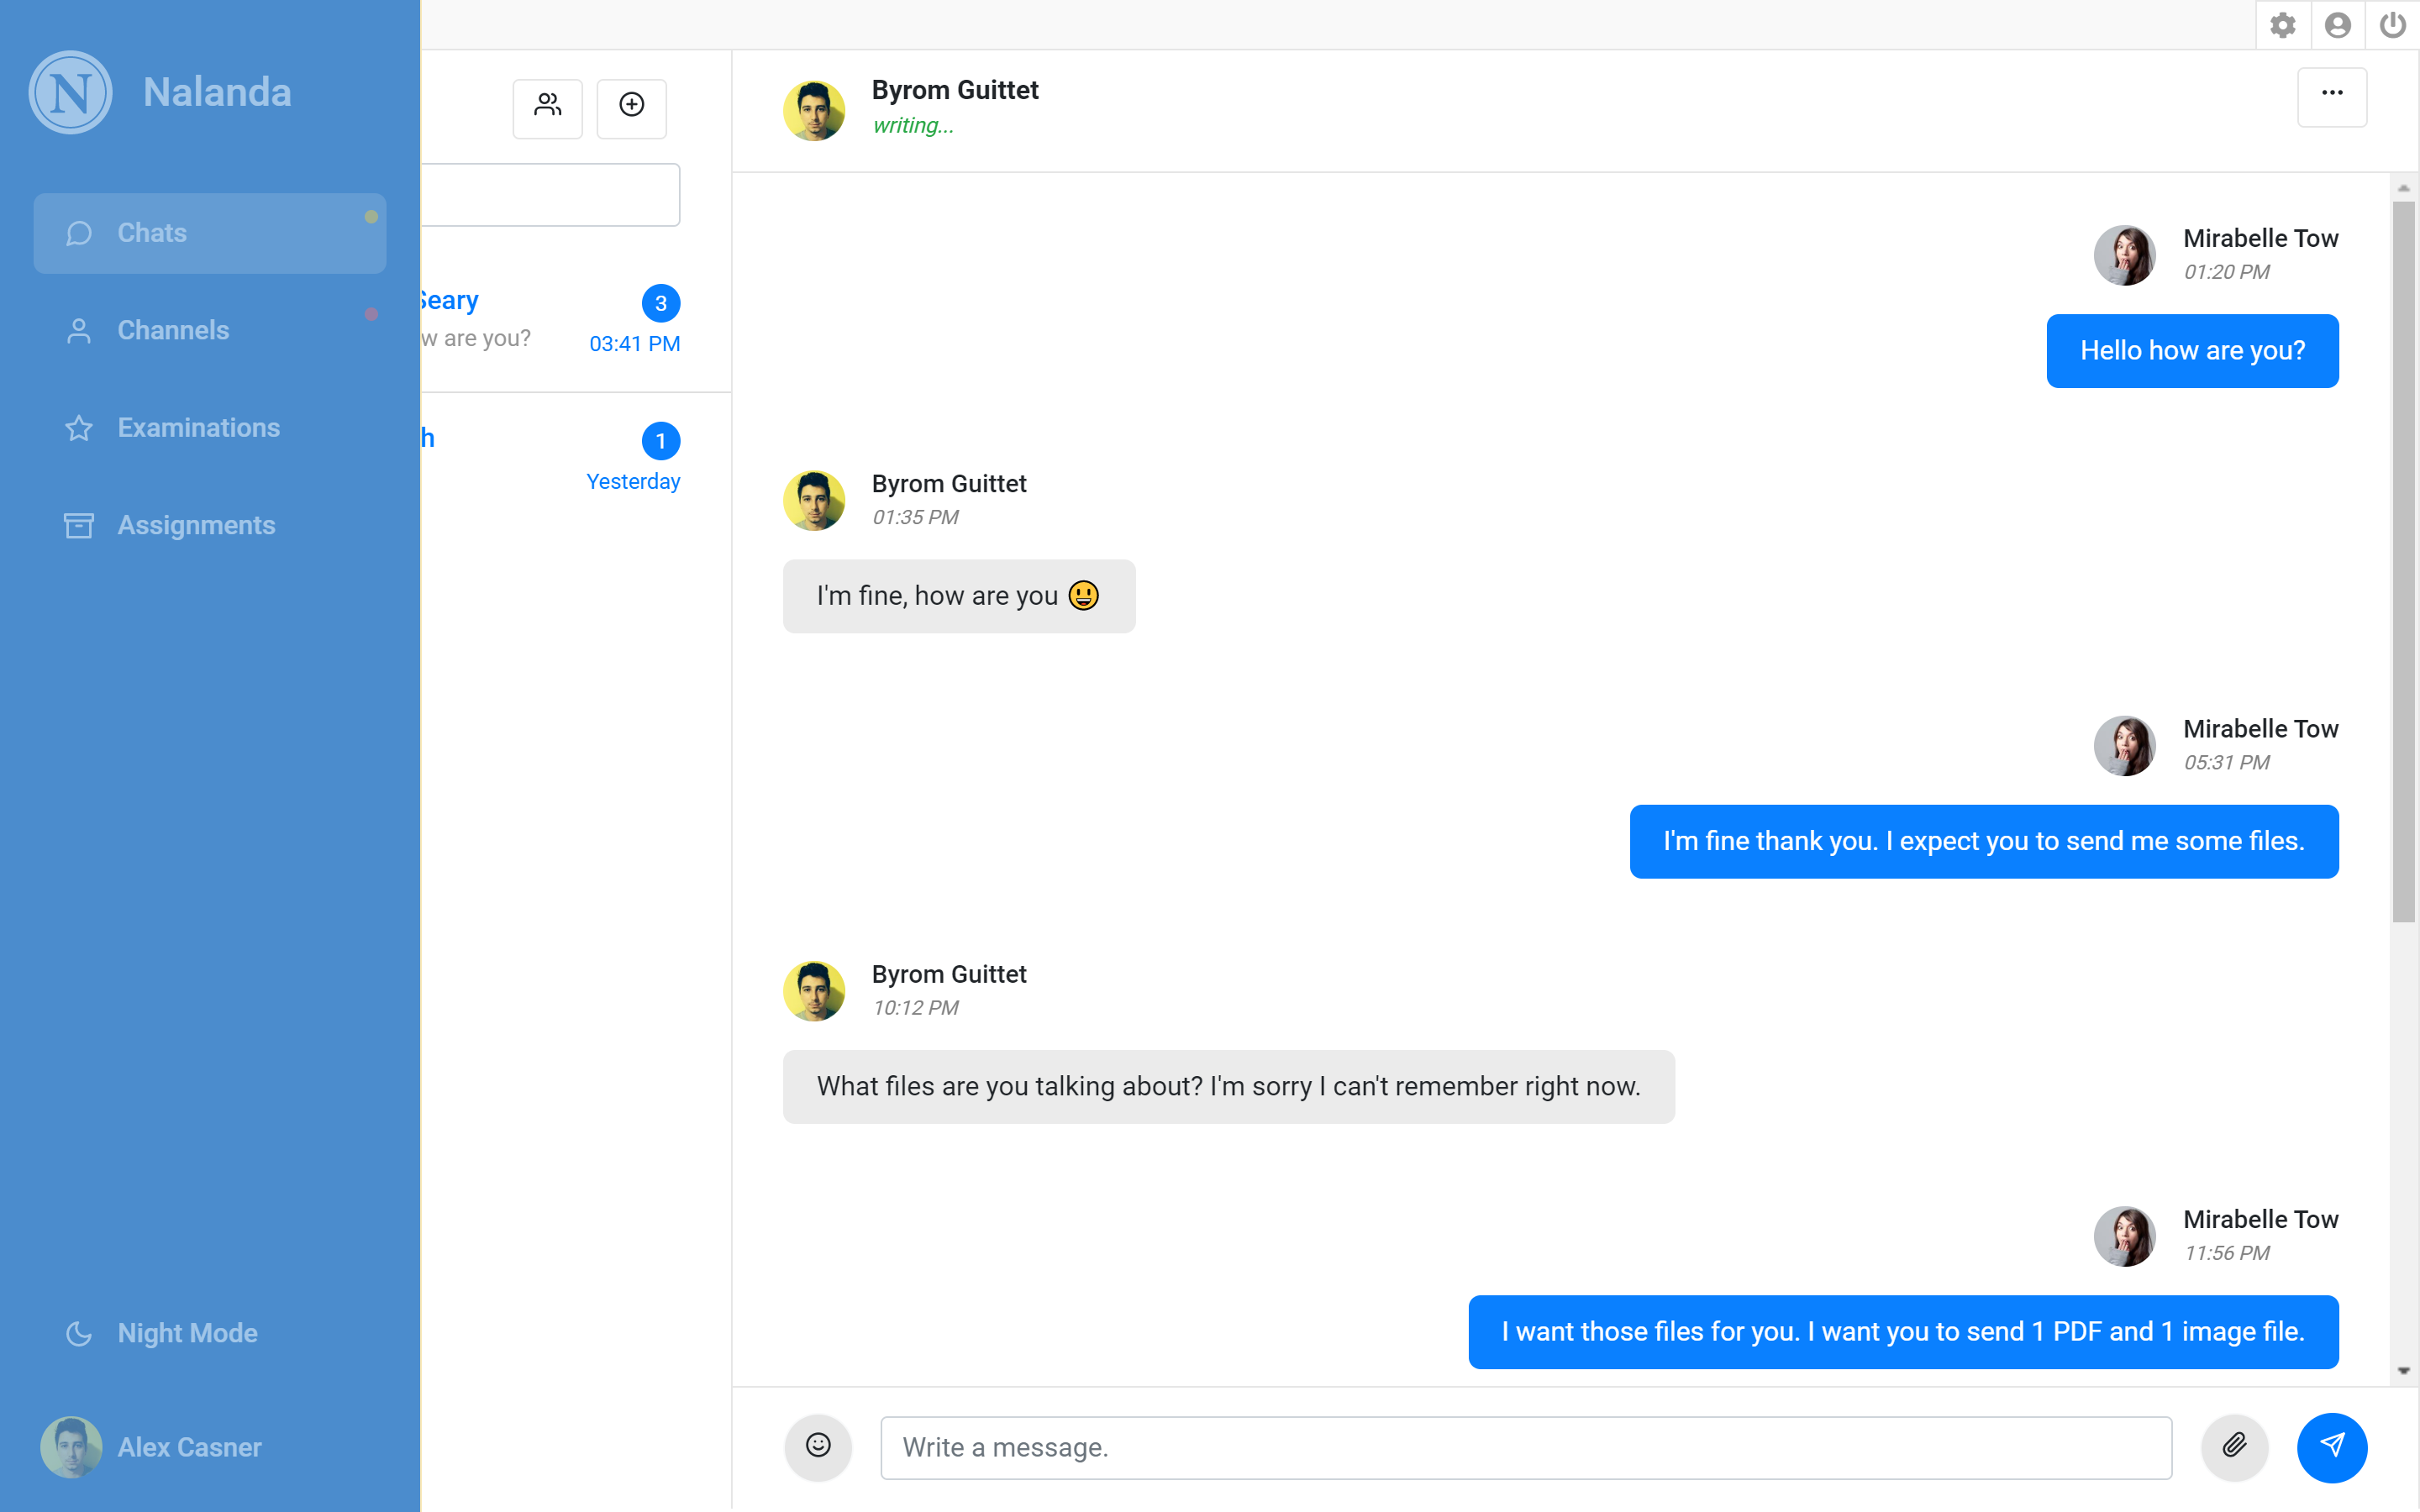 N Nalanda
Chats
Channels
Examinations
Assignments
Night Mode
Alex Casner
Seary
3
w are you?
03:41 PM
h
1
Yesterday
Byrom Guittet
writing...
Mirabelle Tow
01:20 PM
Hello how are you?
Byrom Guittet
01:35 PM
I'm fine, how are you 😃
Mirabelle Tow
05:31 PM
I'm fine thank you. I expect you to send me some files.
Byrom Guittet
10:12 PM
What files are you talking about? I'm sorry I can't remember right now.
Mirabelle Tow
11:56 PM
I want those files for you. I want you to send 1 PDF and 1 image file.
Write a message.